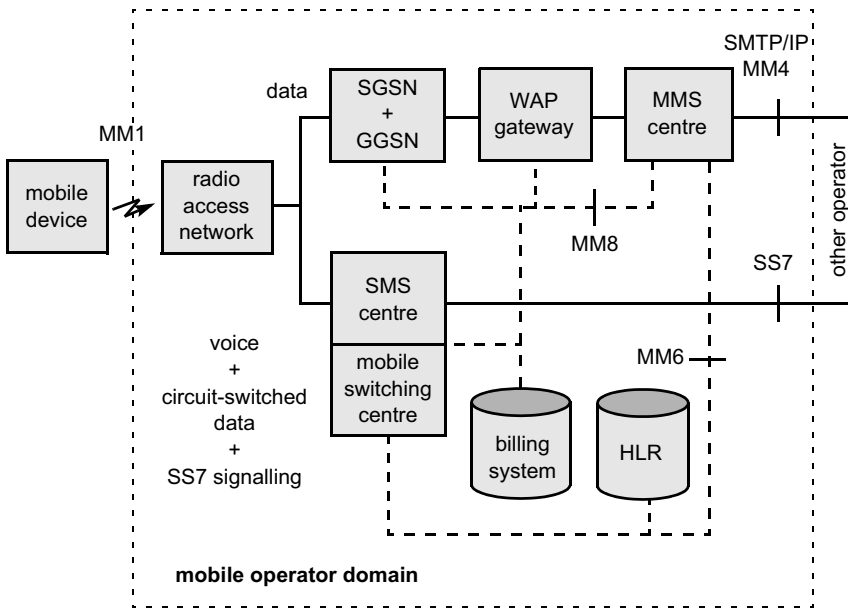 SMTP/IP
MM4
data
SGSN
+
GGSN
WAP
gateway
MMS
centre
MM1
mobile
device
radio
access
network
MM8
other operator
SS7
SMS
centre
voice
+
circuit-switched
data
+
SS7 signalling
mobile
switching
centre
MM6
billing
system
HLR
mobile operator domain